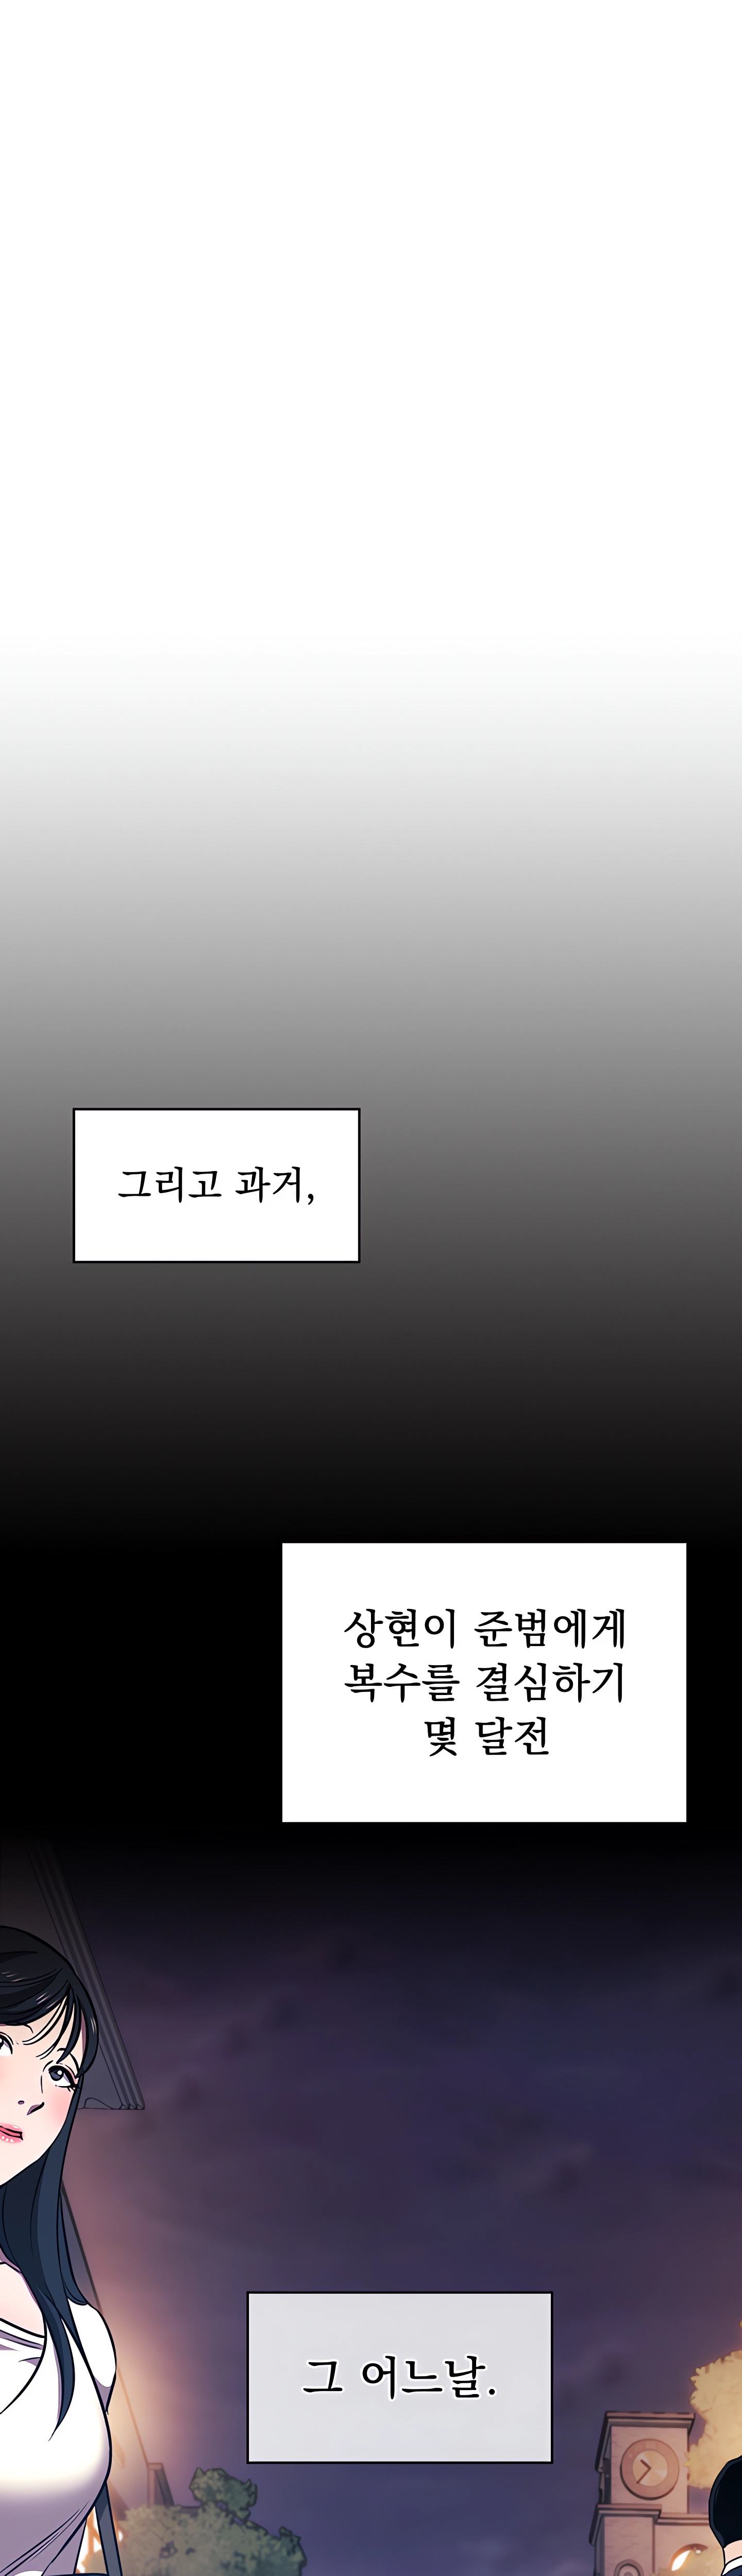 그리고 과거,
상현이 준범에게
복수를 결심하기
몇 달전
그 어느날.